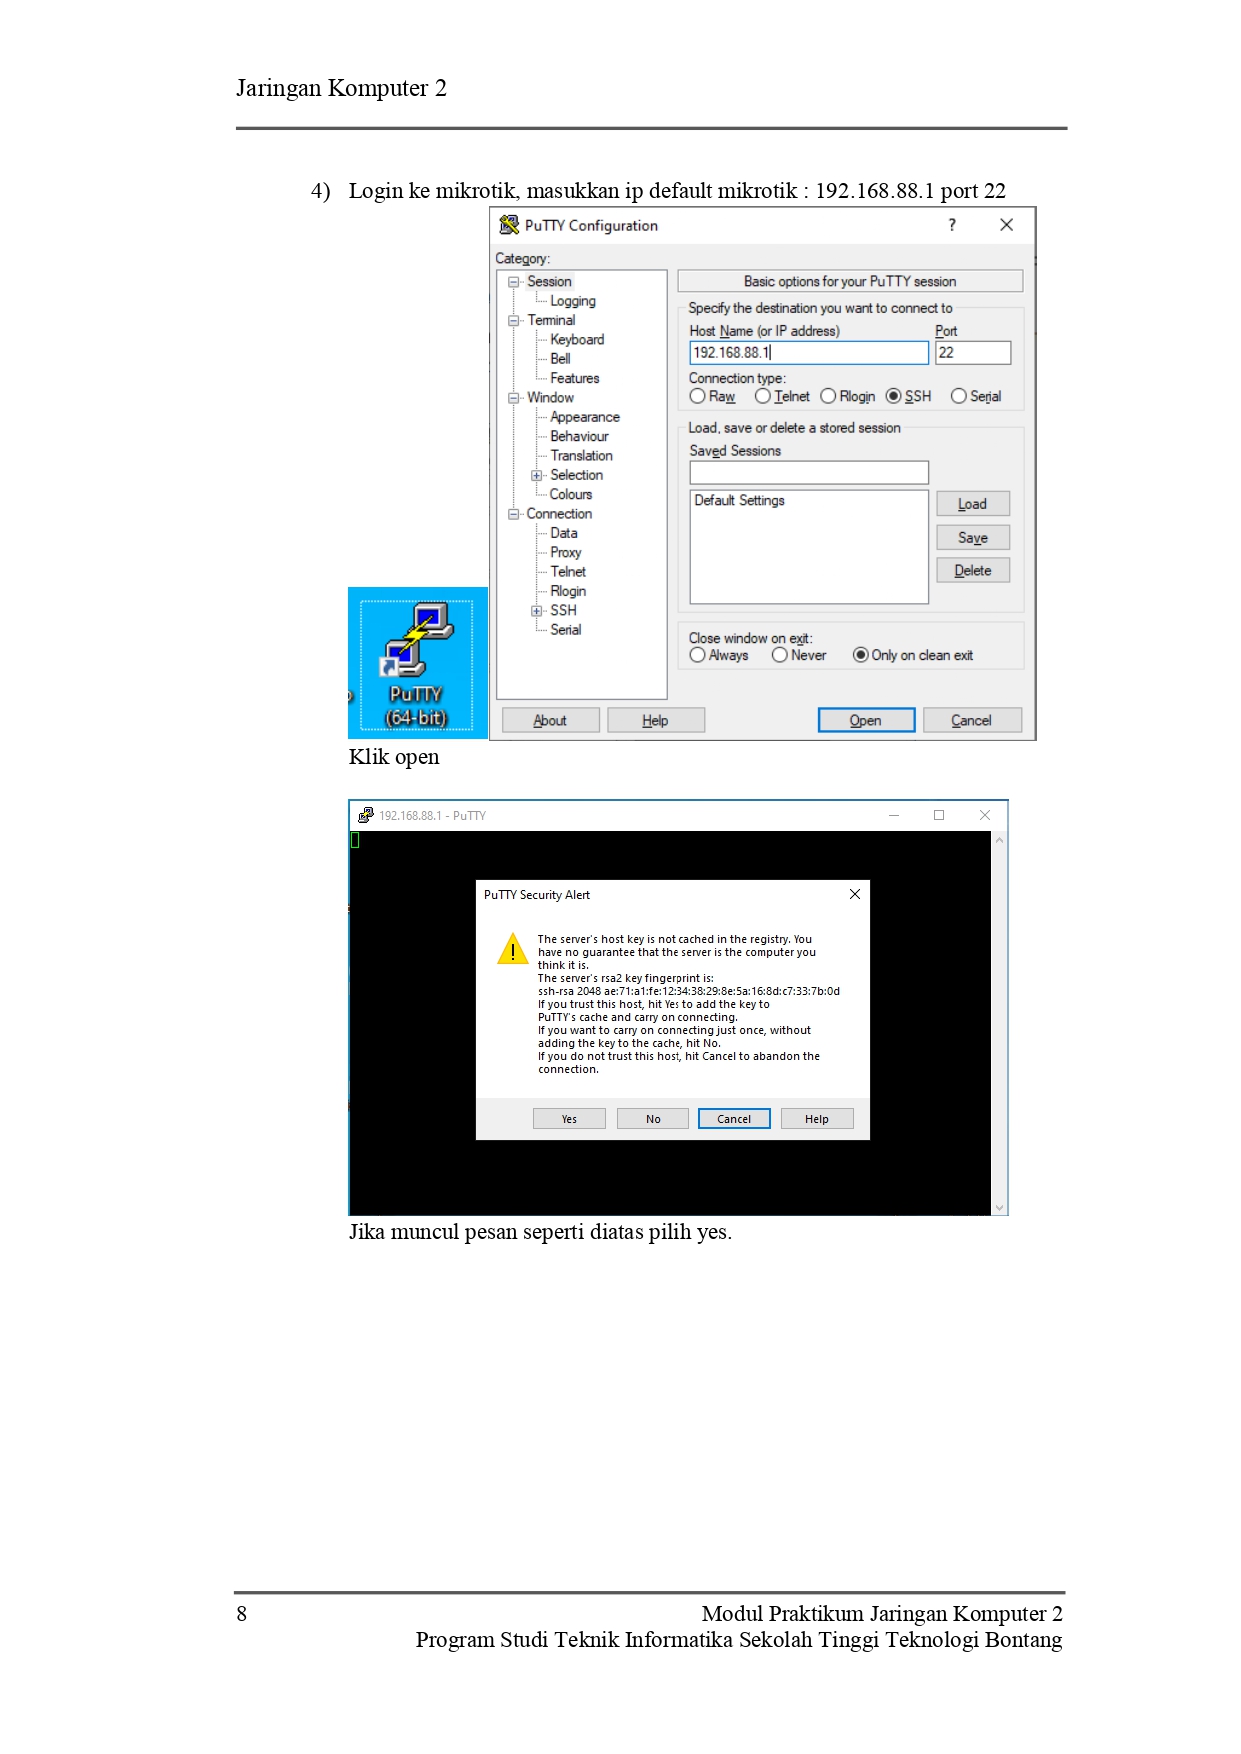 Jaringan Komputer 2
4) Login ke mikrotik, masukkan ip default mikrotik : 192.168.88.1 port 22
PuTTY Configuration
?
Category:
Session
Logging
Terminal
Keyboard
Bell
Features
Window
Appearance
Behaviour
Translation
Selection
Colours
Connection
Data
Proxy
Telnet
Rlogin
SSH
Serial
Basic options for your PuTTY session
Specify the destination you want to connect to
Host Name (or IP address) Port
192.168.88.1 22
Connection type:
Raw Telnet Rlogin SSH Serial
Load, save or delete a stored session
Saved Sessions
Default Settings
Load
Save
Delete
Close window on exit:
Always Never Only on clean exit
About Help Open Cancel
PuTTY
(64-bit)
Klik open
192.168.88.1 - PuTTY
PuTTY Security Alert
The server's host key is not cached in the registry. You
have no guarantee that the server is the computer you
think it is.
The server's rsa2 key fingerprint is:
ssh-rsa 2048 ae:71:a1:fe:12:34:38:29:8e:5a:16:8d:c7:33:7b:0d
If you trust this host, hit Yes to add the key to
PuTTY's cache and carry on connecting.
If you want to carry on connecting just once, without
adding the key to the cache, hit No.
If you do not trust this host, hit Cancel to abandon the
connection.
Yes No Cancel Help
Jika muncul pesan seperti diatas pilih yes.
8 Modul Praktikum Jaringan Komputer 2
Program Studi Teknik Informatika Sekolah Tinggi Teknologi Bontang